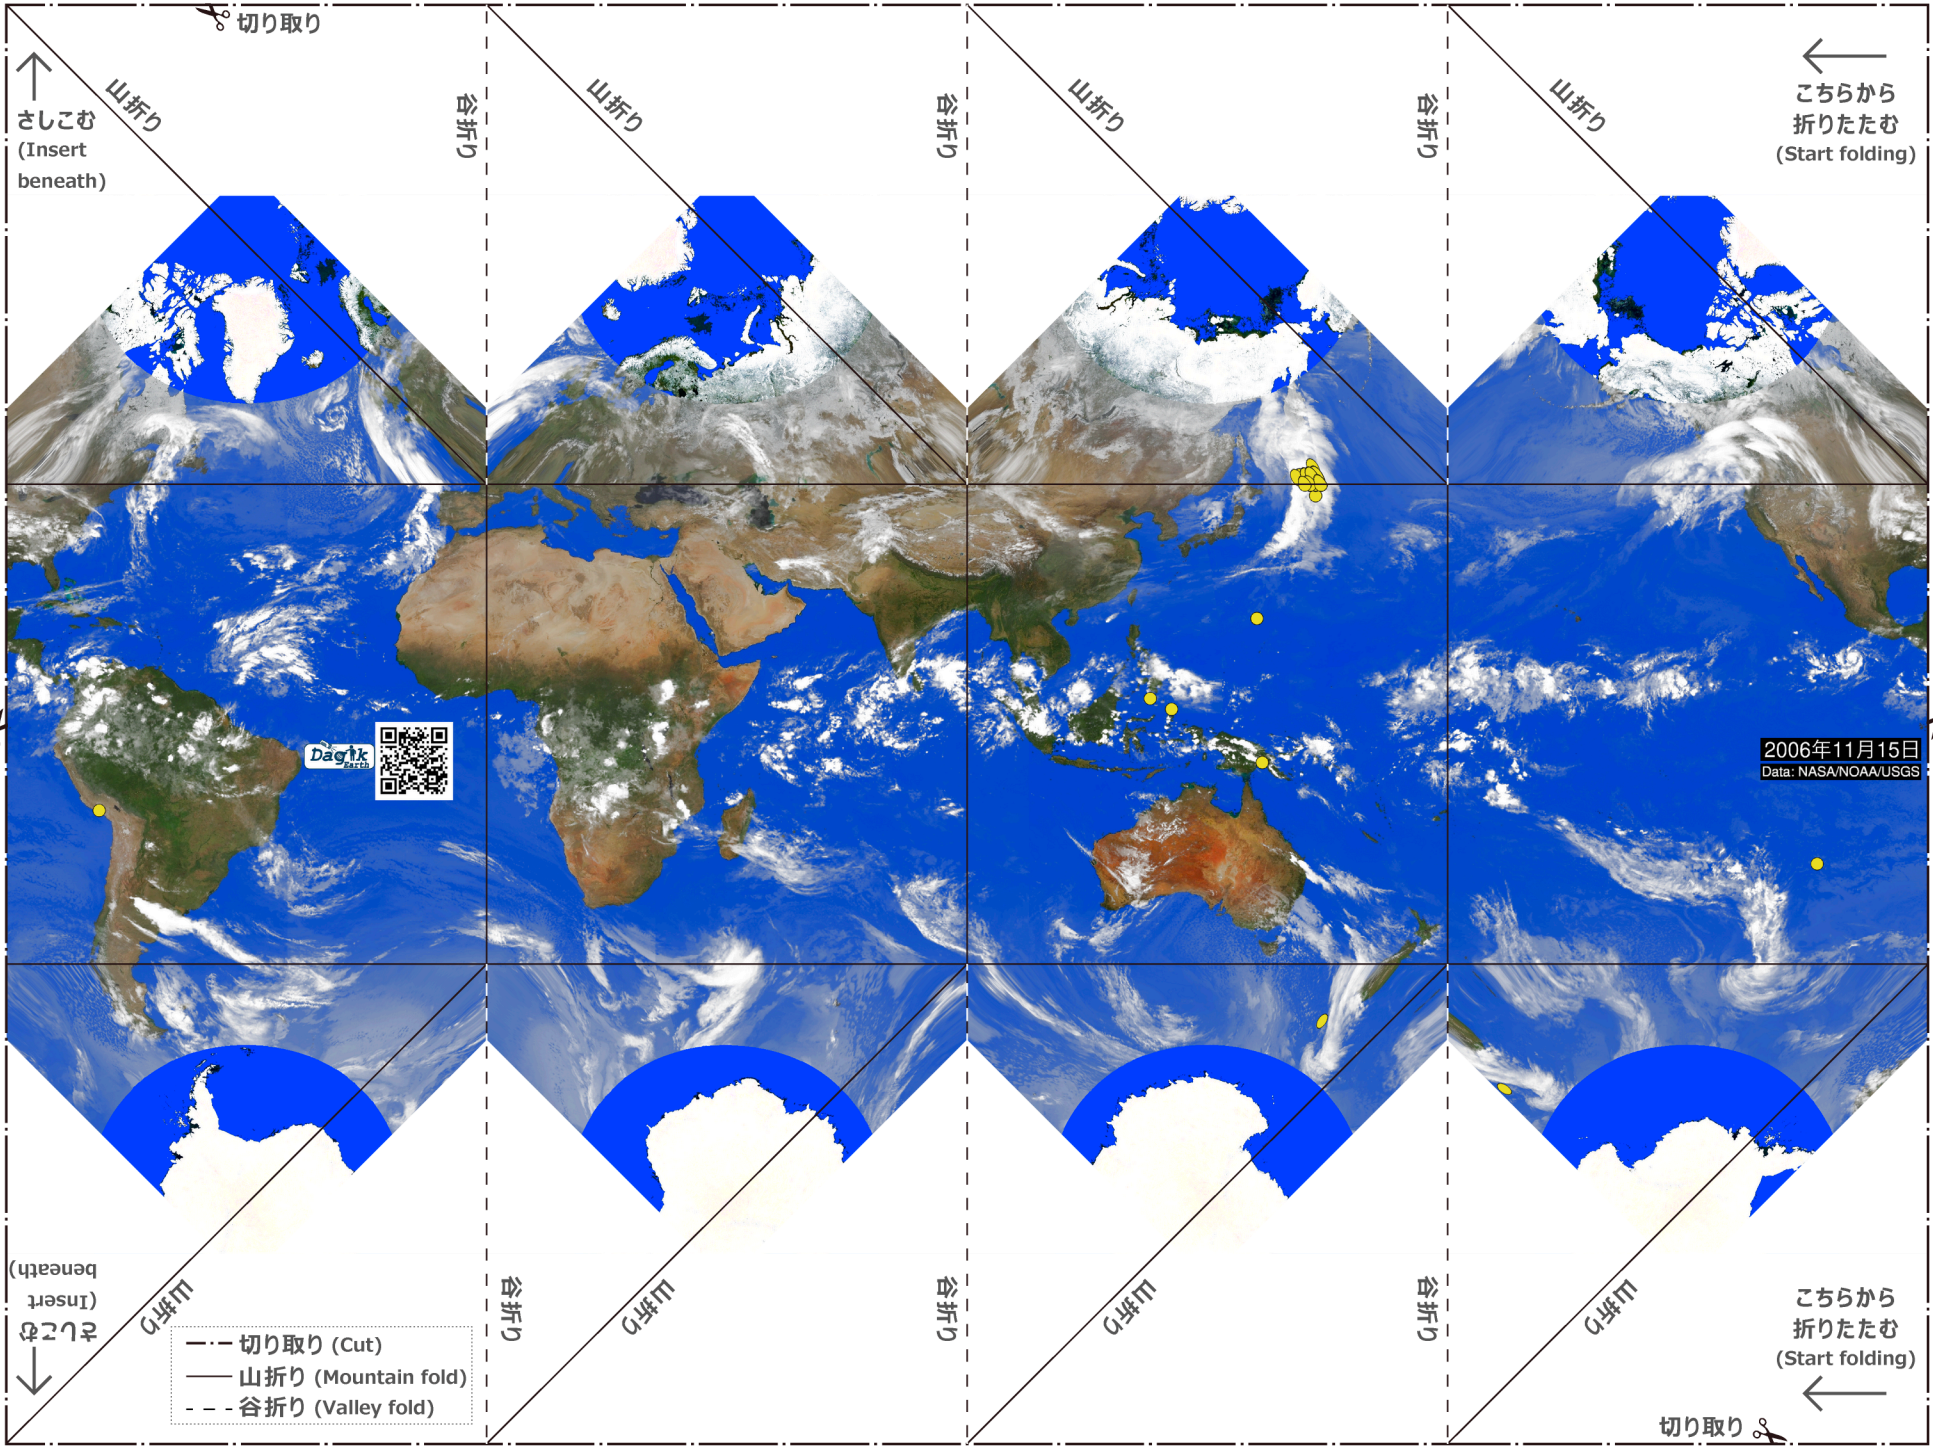 切り取り
山折り
谷折り
山折り
谷折り
山折り
谷折り
山折り
さしこむ
(Insert
beneath)
こちらから
折りたたむ
(Start folding)
Dagik
Earth
2006年11月15日
Data: NASA/NOAA/USGS
さしこむ
(Insert
beneath)
山折り
谷折り
山折り
谷折り
山折り
谷折り
山折り
切り取り (Cut)
山折り (Mountain fold)
谷折り (Valley fold)
こちらから
折りたたむ
(Start folding)
切り取り